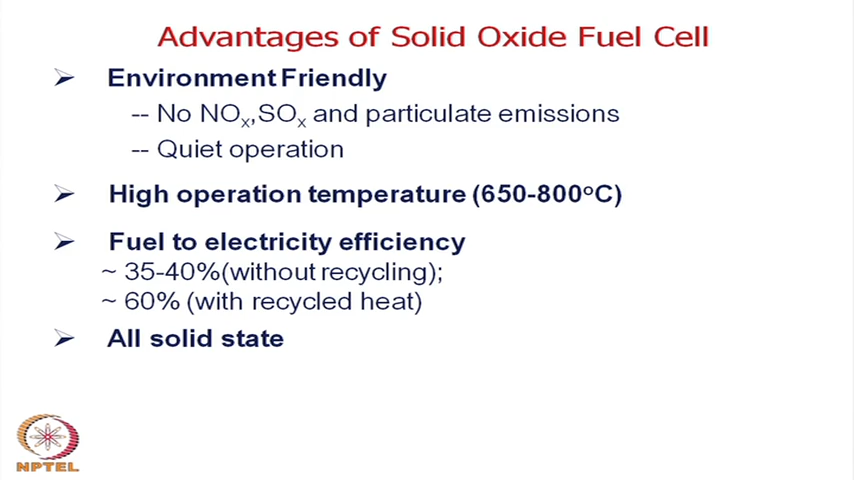 Advantages of Solid Oxide Fuel Cell
➢ Environment Friendly
-- No NOx,SOx and particulate emissions
-- Quiet operation
➢ High operation temperature (650-800°C)
➢ Fuel to electricity efficiency
~ 35-40%(without recycling);
~ 60% (with recycled heat)
➢ All solid state
NPTEL